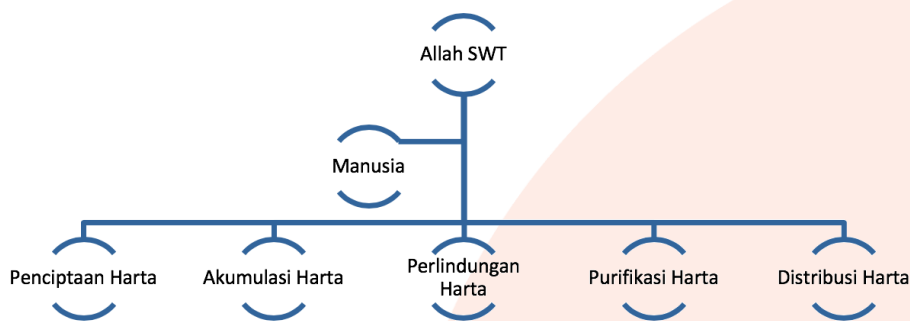 Allah SWT
Manusia
Penciptaan Harta
Akumulasi Harta
Perlindungan
Harta
Purifikasi Harta
Distribusi Harta